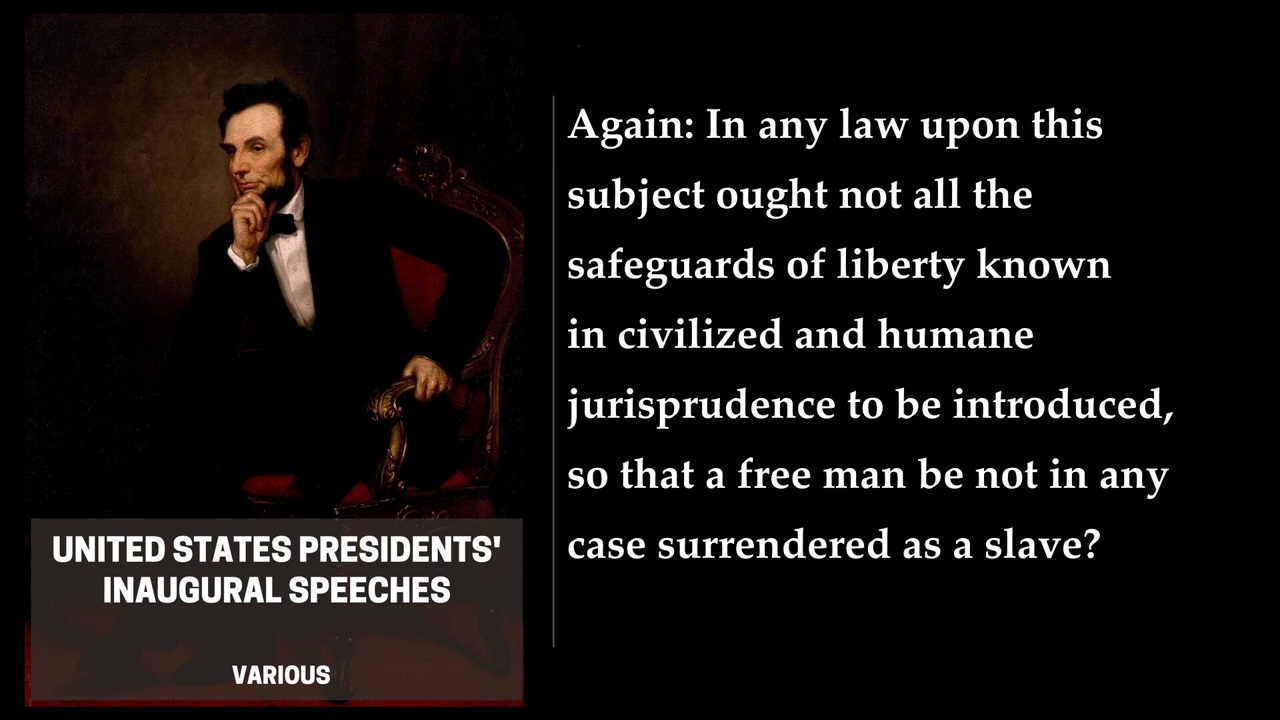 Again: In any law upon this
subject ought not all the
safeguards of liberty known
in civilized and humane
jurisprudence to be introduced,
so that a free man be not in any
case surrendered as a slave?
UNITED STATES PRESIDENTS'
INAUGURAL SPEECHES
VARIOUS